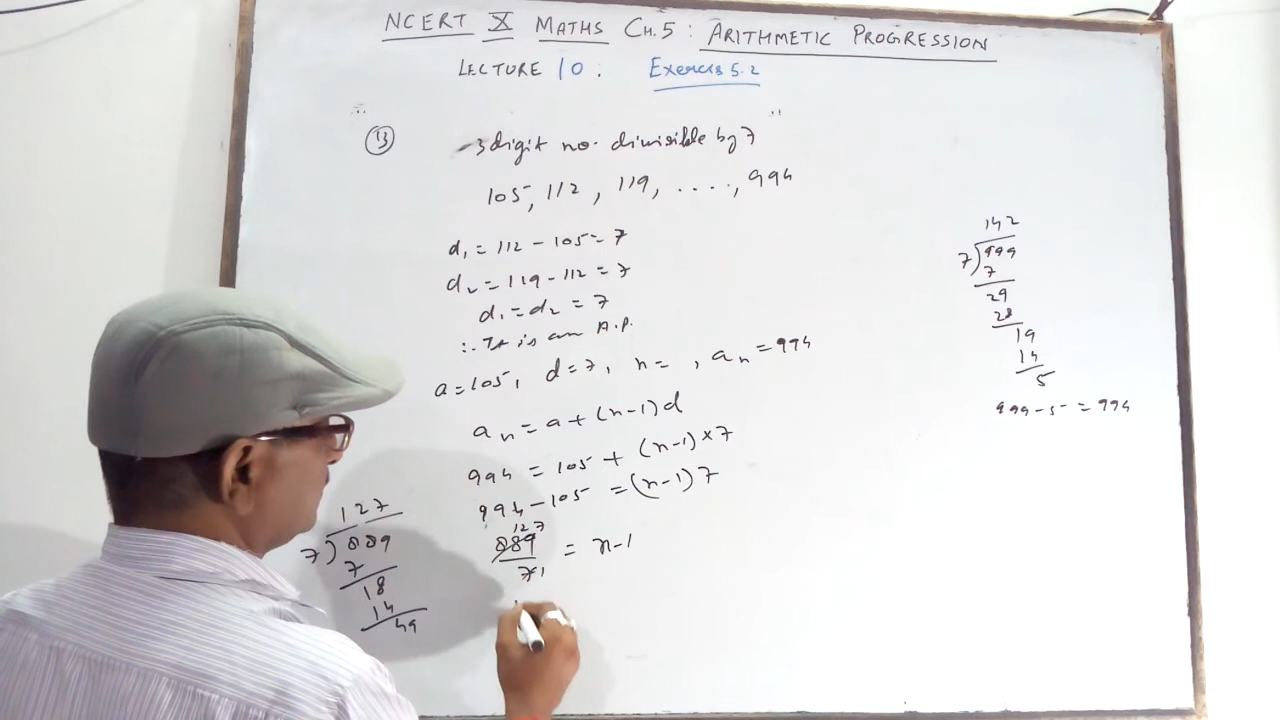 NCERT X MATHS CH.5 : ARITHMETIC PROGRESSION
LECTURE 10 : Exercis 5.2
∴
13 3 digit no. divisible by 7
105, 112, 119, ...., 994
d₁ = 112 - 105 = 7
d₂ = 119 - 112 = 7
d₁ = d₂ = 7
∴ It is an A.P.
a = 105, d = 7, n = , aₙ = 994
aₙ = a + (n-1)d
994 = 105 + (n-1) × 7
994 - 105 = (n-1) 7
127
889
7 1
= n-1
127
7)889
7
18
14
49
142
7)999
7
29
28
19
14
5
999-5 = 994